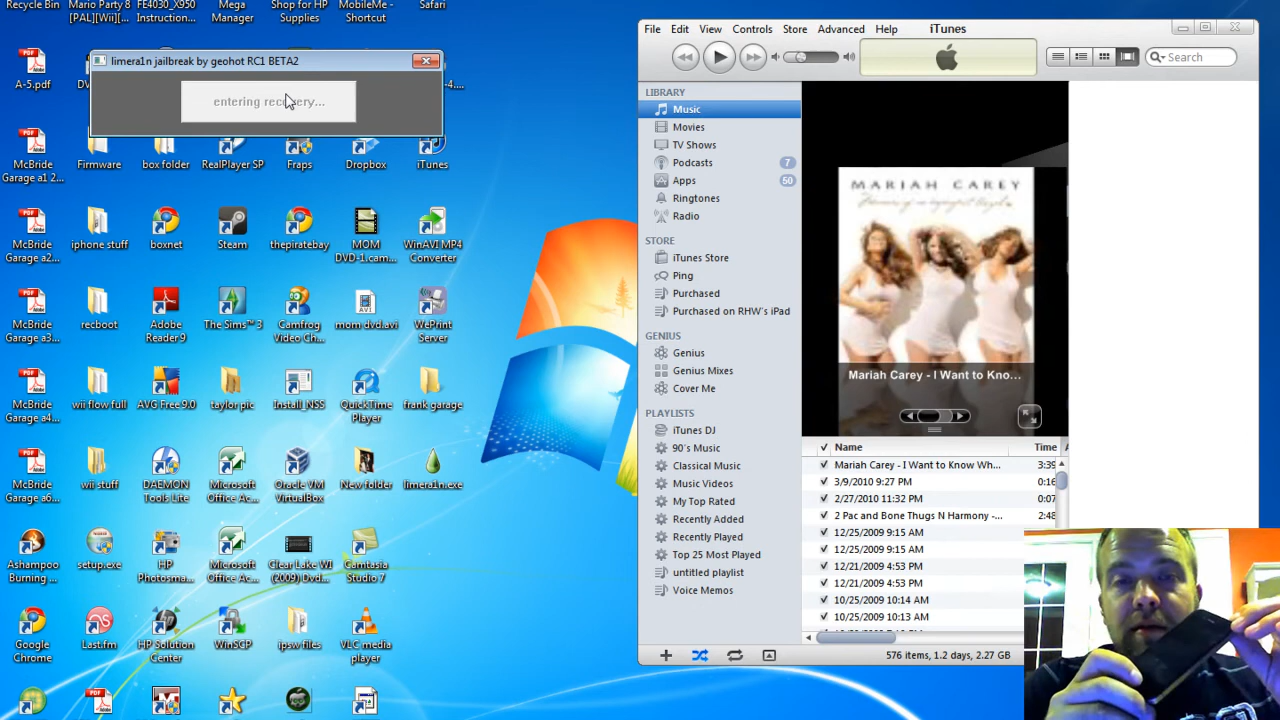 Recycle Bin
Mario Party 8
[PAL][Wii][...
FE4030_X950
Instruction...
Mega
Manager
Shop for HP
Supplies
MobileMe -
Shortcut
Safari
limera1n jailbreak by geohot RC1 BETA2
entering recovery...
A-5.pdf
McBride
Garage a1 2...
Firmware
box folder
RealPlayer SP
Fraps
Dropbox
iTunes
McBride
Garage a2...
iphone stuff
boxnet
Steam
thepiratebay
MOM
DVD-1.cam...
WinAVI MP4
Converter
McBride
Garage a3...
recboot
Adobe
Reader 9
The Sims™ 3
Camfrog
Video Ch...
mom dvd.avi
WePrint
Server
McBride
Garage a4...
wii flow full
AVG Free 9.0
taylor pic
Install_NSS
QuickTime
Player
frank garage
McBride
Garage a6...
wii stuff
DAEMON
Tools Lite
Microsoft
Office Ac...
Oracle VM
VirtualBox
New folder
limera1n.exe
Ashampoo
Burning ...
setup.exe
HP
Photosma...
Microsoft
Office Ac...
Clear Lake WI
(2009) Dvd...
Camtasia
Studio 7
Google
Chrome
Last.fm
HP Solution
Center
WinSCP
ipsw files
VLC media
player
File Edit View Controls Store Advanced Help
iTunes
Search
LIBRARY
Music
Movies
TV Shows
Podcasts 7
Apps 50
Ringtones
Radio
STORE
iTunes Store
Ping
Purchased
Purchased on RHW's iPad
GENIUS
Genius
Genius Mixes
Cover Me
PLAYLISTS
iTunes DJ
90's Music
Classical Music
Music Videos
My Top Rated
Recently Added
Recently Played
Top 25 Most Played
untitled playlist
Voice Memos
MARIAH CAREY
Mariah Carey - I Want to Kno...
Name Time
Mariah Carey - I Want to Know Wh... 3:39
3/9/2010 9:27 PM 0:16
2/27/2010 11:32 PM 0:07
2 Pac and Bone Thugs N Harmony -... 2:48
12/25/2009 9:15 AM
12/25/2009 9:15 AM
12/21/2009 4:53 PM
12/21/2009 4:53 PM
10/25/2009 10:14 AM
10/25/2009 10:13 AM
576 items, 1.2 days, 2.27 GB